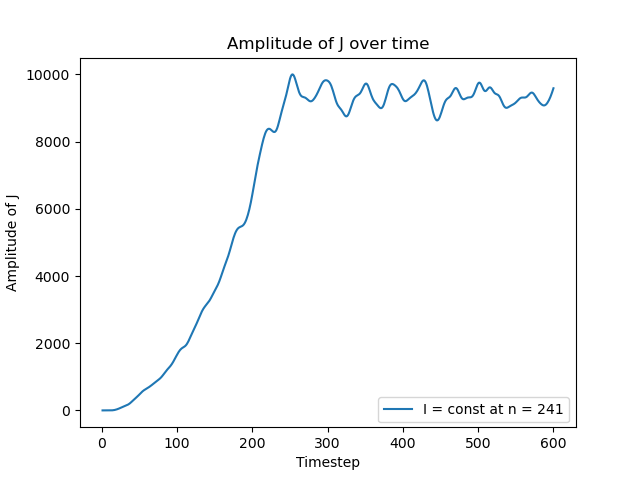 Amplitude of J over time
Amplitude of J
10000
8000
6000
4000
2000
0
I = const at n = 241
0 100 200 300 400 500 600
Timestep